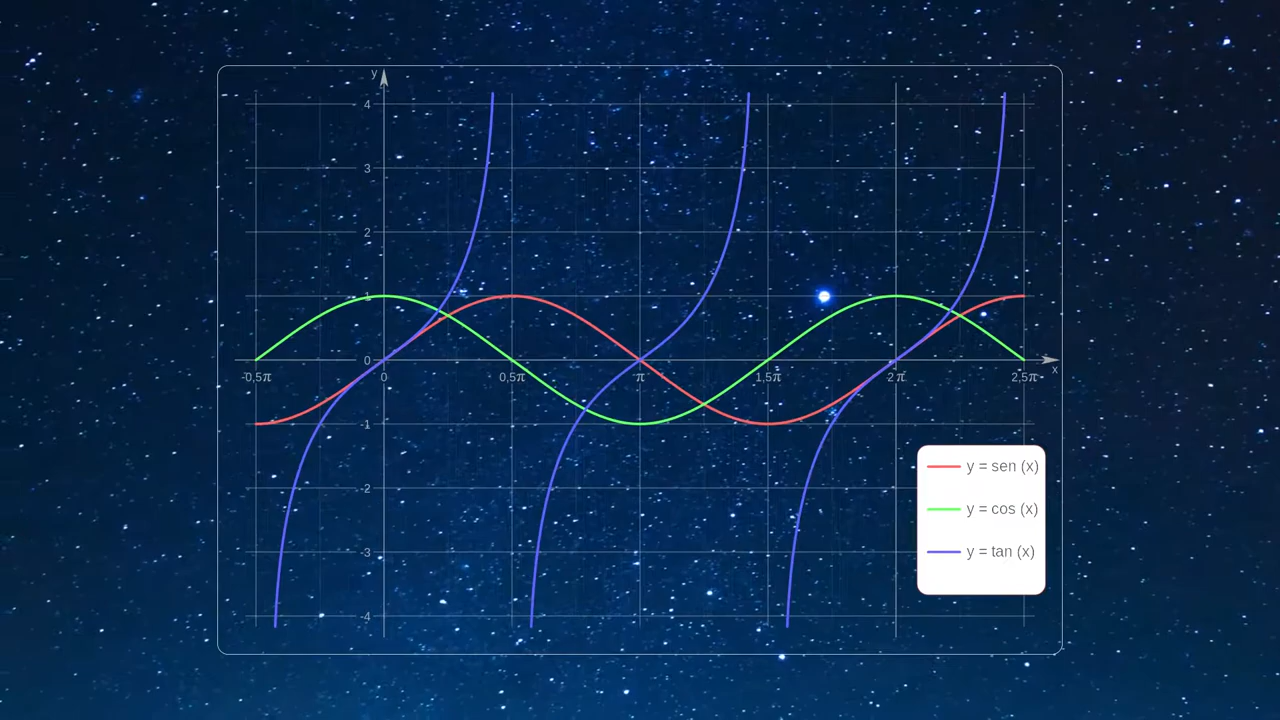 y
4
3
2
1
0
-0,5π 0 0,5π π 1,5π 2π 2,5π x
-1
-2
-3
-4
y = sen (x)
y = cos (x)
y = tan (x)